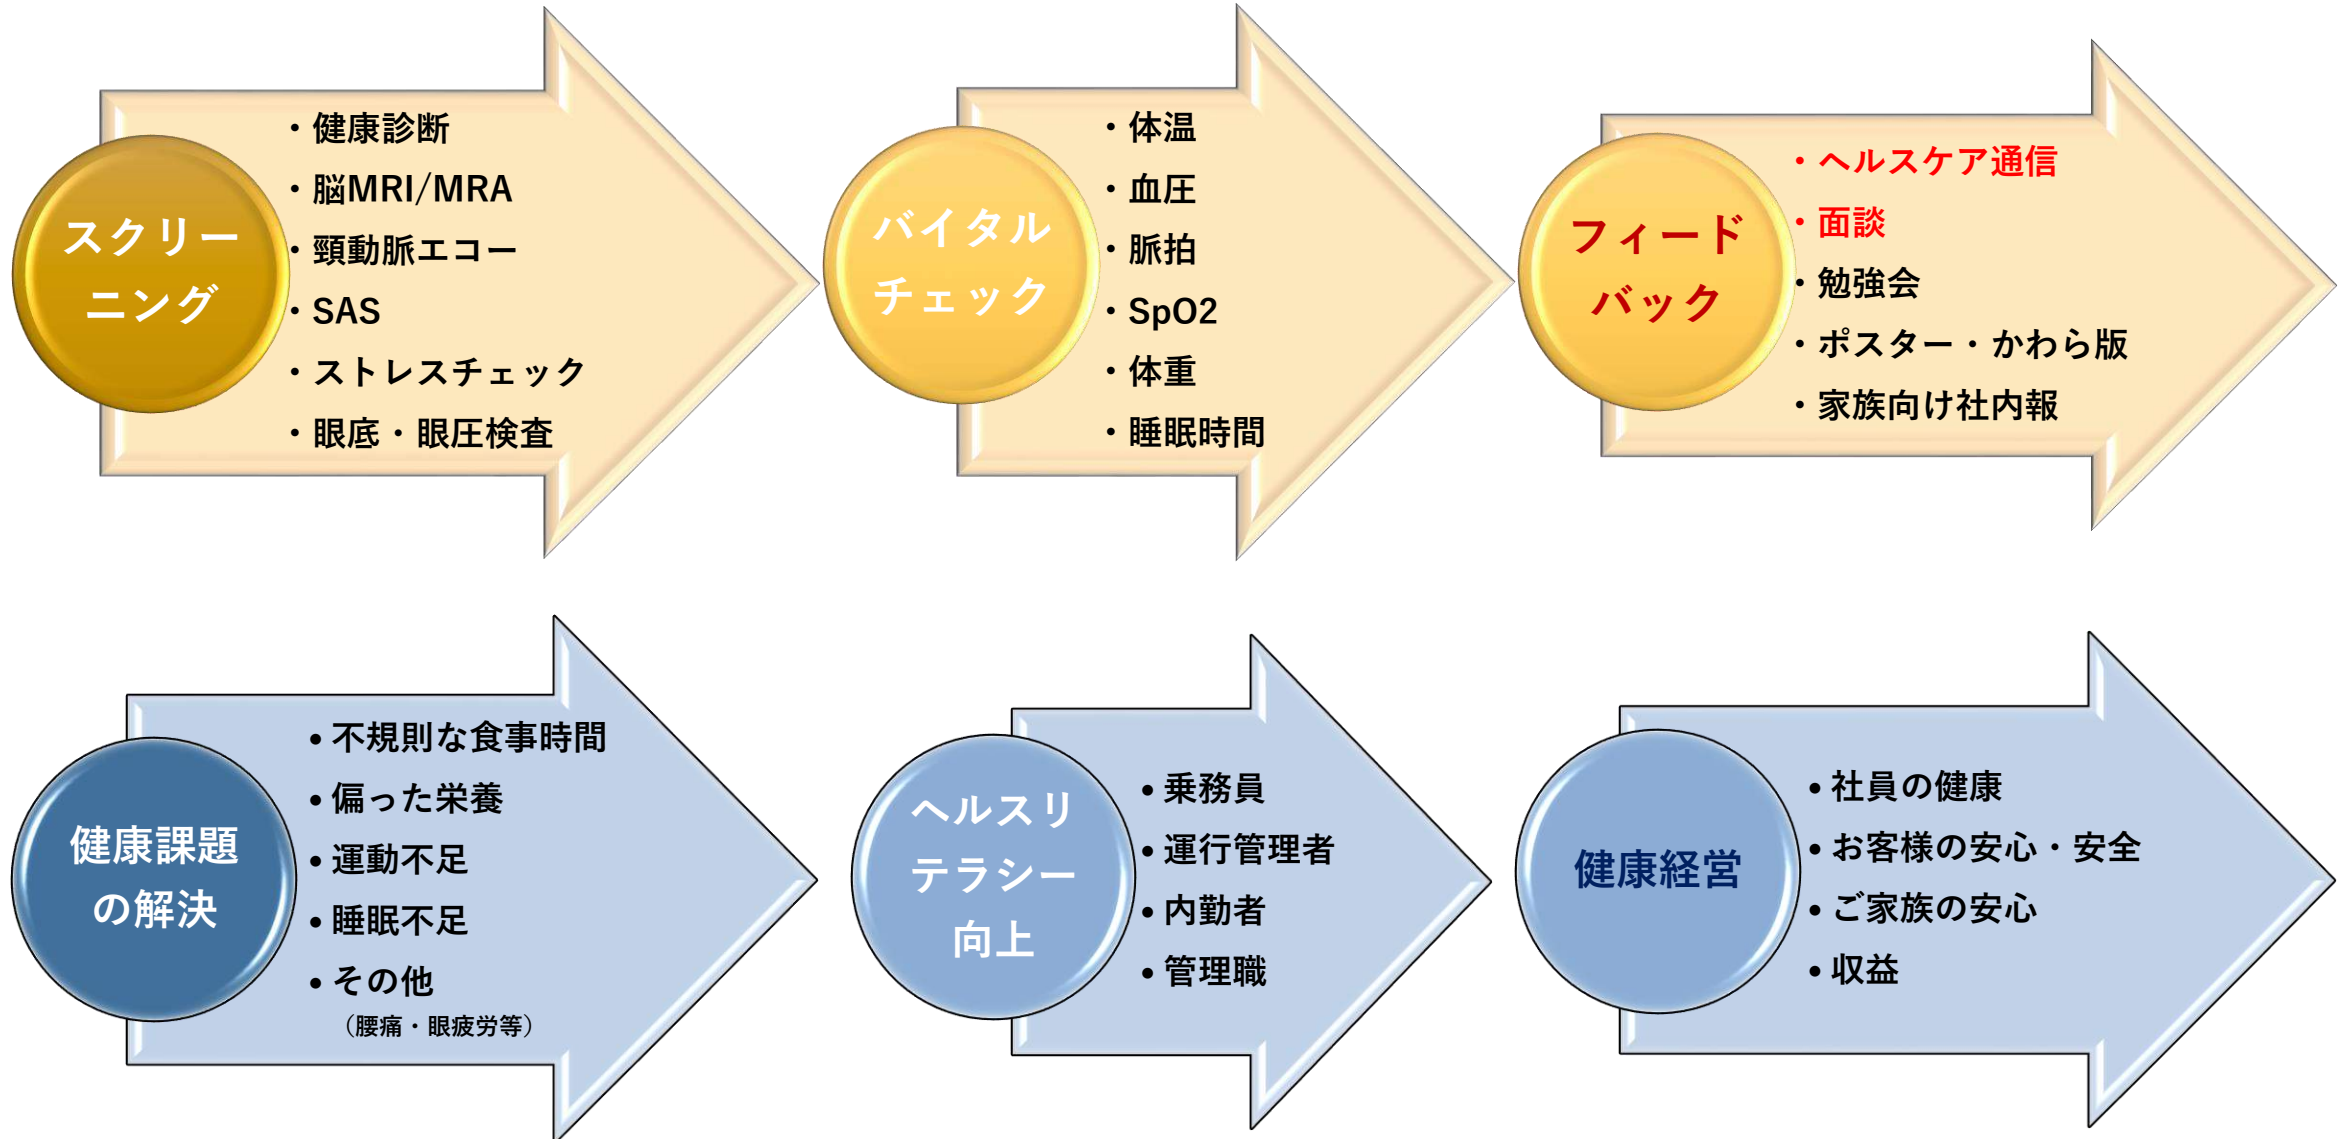 スクリー
ニング
・健康診断
・脳MRI/MRA
・頸動脈エコー
・SAS
・ストレスチェック
・眼底・眼圧検査
バイタル
チェック
・体温
・血圧
・脈拍
・SpO2
・体重
・睡眠時間
フィード
バック
・ヘルスケア通信
・面談
・勉強会
・ポスター・かわら版
・家族向け社内報
健康課題
の解決
•不規則な食事時間
•偏った栄養
•運動不足
•睡眠不足
•その他
（腰痛・眼疲労等）
ヘルスリ
テラシー
向上
•乗務員
•運行管理者
•内勤者
•管理職
健康経営
•社員の健康
•お客様の安心・安全
•ご家族の安心
•収益